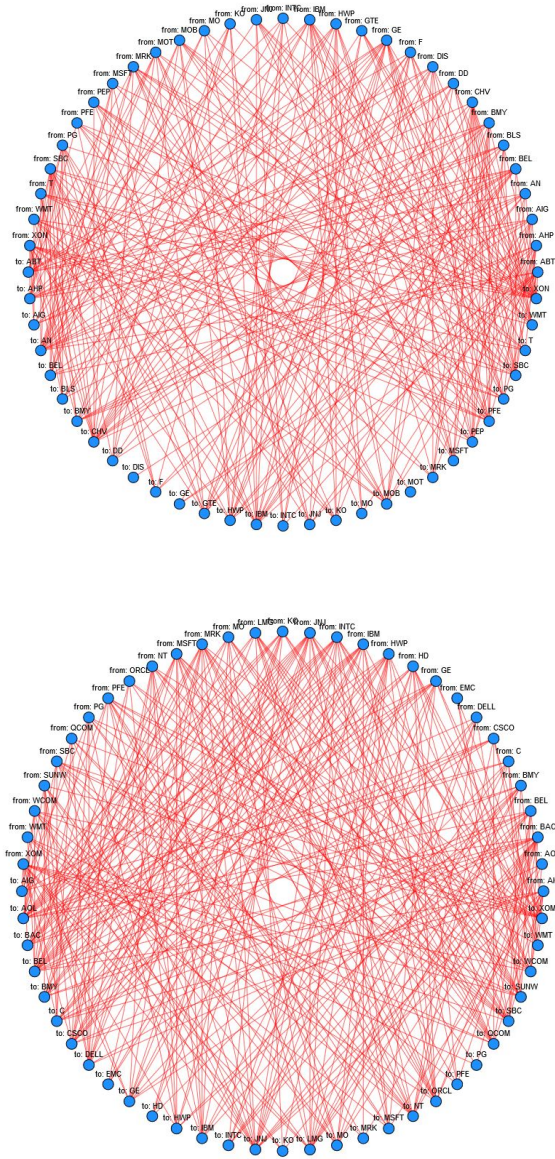 from: ABT
from: AHP
from: AIG
from: AN
from: BEL
from: BLS
from: BMY
from: CHV
from: DD
from: DIS
from: F
from: GE
from: GTE
from: HWP
from: IBM
from: INTC
from: JNJ
from: KO
from: MO
from: MOB
from: MOT
from: MRK
from: MSFT
from: PEP
from: PFE
from: PG
from: SBC
from: T
from: WMT
from: XON
to: ABT
to: AHP
to: AIG
to: AN
to: BEL
to: BLS
to: BMY
to: CHV
to: DD
to: DIS
to: F
to: GE
to: GTE
to: HWP
to: IBM
to: INTC
to: JNJ
to: KO
to: MO
to: MOB
to: MOT
to: MRK
to: MSFT
to: PEP
to: PFE
to: PG
to: SBC
to: T
to: WMT
to: XON
from: AI
from: AO
from: BAC
from: BEL
from: BMY
from: C
from: CSCO
from: DELL
from: EMC
from: GE
from: HD
from: HWP
from: IBM
from: INTC
from: JNJ
from: KO
from: LMG
from: MO
from: MRK
from: MSFT
from: NT
from: ORCL
from: PFE
from: PG
from: QCOM
from: SBC
from: SUNW
from: WCOM
from: WMT
from: XOM
to: AIG
to: AOL
to: BAC
to: BEL
to: BMY
to: C
to: CSCO
to: DELL
to: EMC
to: GE
to: HD
to: HWP
to: IBM
to: INTC
to: JNJ
to: KO
to: LMG
to: MO
to: MRK
to: MSFT
to: NT
to: ORCL
to: PFE
to: PG
to: QCOM
to: SBC
to: SUNW
to: WCOM
to: WMT
to: XOM